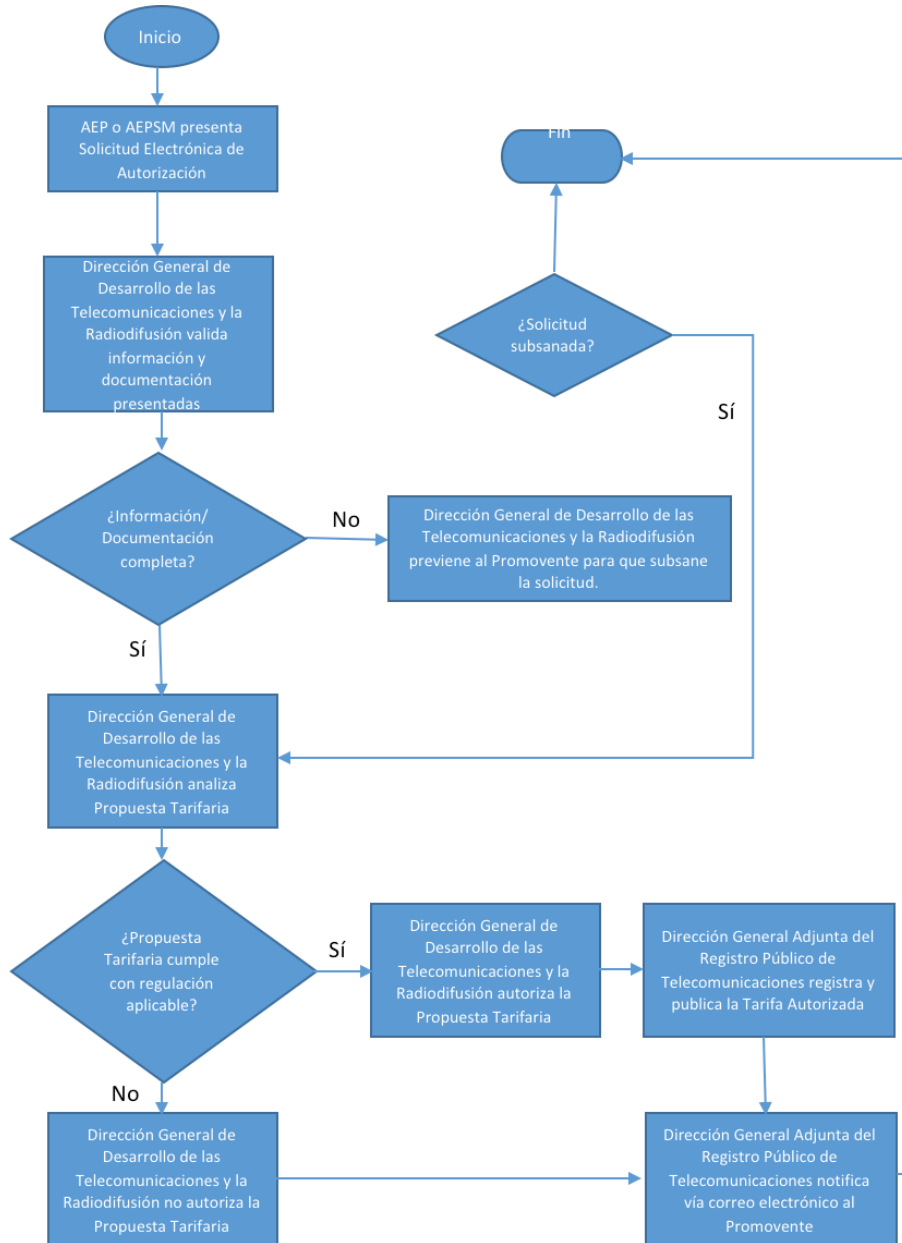 Inicio
AEP o AEPSM presenta
Solicitud Electrónica de
Autorización
Fin
Dirección General de
Desarrollo de las
Telecomunicaciones y la
Radiodifusión valida
información y
documentación
presentadas
¿Solicitud
subsanada?
Sí
¿Información/
Documentación
completa?
No
Dirección General de Desarrollo de las
Telecomunicaciones y la Radiodifusión
previene al Promovente para que subsane
la solicitud.
Sí
Dirección General de
Desarrollo de las
Telecomunicaciones y la
Radiodifusión analiza
Propuesta Tarifaria
¿Propuesta
Tarifaria cumple
con regulación
aplicable?
Sí
Dirección General de
Desarrollo de las
Telecomunicaciones y la
Radiodifusión autoriza la
Propuesta Tarifaria
Dirección General Adjunta del
Registro Público de
Telecomunicaciones registra y
publica la Tarifa Autorizada
No
Dirección General de
Desarrollo de las
Telecomunicaciones y la
Radiodifusión no autoriza la
Propuesta Tarifaria
Dirección General Adjunta del
Registro Público de
Telecomunicaciones notifica
vía correo electrónico al
Promovente